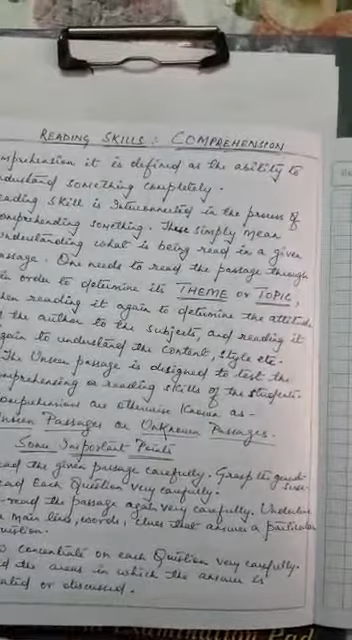 READING SKILLS : COMPREHENSION
mprehension it is defined as the ability to
nderstand something completely.
eading skill is Interconnected in the process of
omprehending something. These simply mean
nderstanding what is being read in a given
assage. One needs to read the passage through
in order to determine its THEME or TOPIC,
hen reading it again to determine the attitude
f the author to the subjects, and reading it
gain to understand the content, style etc.
The Unseen passage is designed to test the
mprehending or reading skills of the students.
omprehensions are otherwise known as -
nseen Passages or Unknown Passages.
Some Important Points
ead the given passage carefully. Grasp the
ead Each Question very carefully.
-read the passage again very carefully. Underline
e main lines, words, clues that answer a particular
uestion.
o concentrate on each Question very carefully.
d the areas in which the answer is
ated or discussed.
Examination Pad